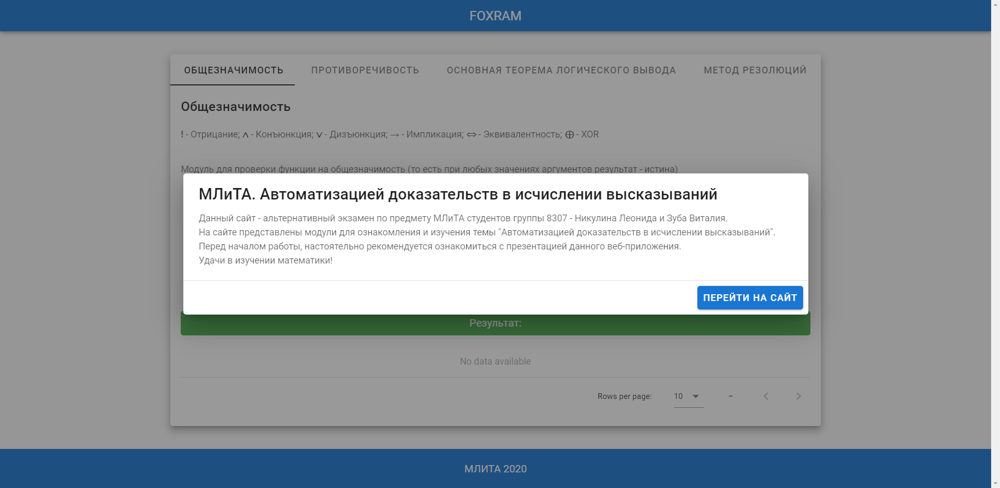 FOXRAM
ОБЩЕЗНАЧИМОСТЬ ПРОТИВОРЕЧИВОСТЬ ОСНОВНАЯ ТЕОРЕМА ЛОГИЧЕСКОГО ВЫВОДА МЕТОД РЕЗОЛЮЦИЙ
Общезначимость
! - Отрицание; ∧ - Конъюнкция; ∨ - Дизъюнкция; → - Импликация; ⇔ - Эквивалентность; ⨁ - XOR
Модуль для проверки функции на общезначимость (то есть при любых значениях аргументов результат - истина)
МЛиТА. Автоматизацией доказательств в исчислении высказываний
Данный сайт - альтернативный экзамен по предмету МЛиТА студентов группы 8307 - Никулина Леонида и Зуба Виталия.
На сайте представлены модули для ознакомления и изучения темы "Автоматизацией доказательств в исчислении высказываний".
Перед началом работы, настоятельно рекомендуется ознакомиться с презентацией данного веб-приложения.
Удачи в изучении математики!
ПЕРЕЙТИ НА САЙТ
Результат:
No data available
Rows per page: 10 –
МЛИТА 2020